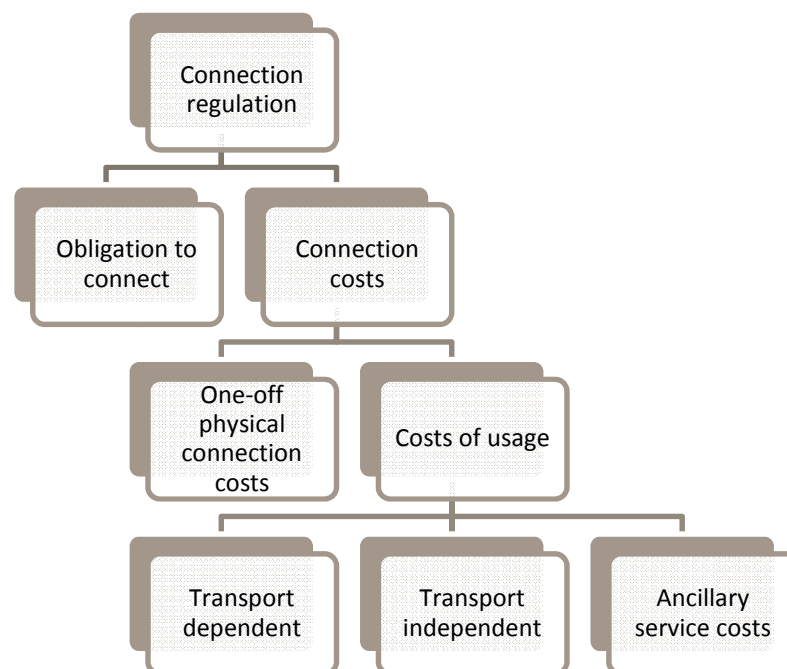 Connection
regulation
Obligation to
connect
Connection
costs
One-off
physical
connection
costs
Costs of usage
Transport
dependent
Transport
independent
Ancillary
service costs